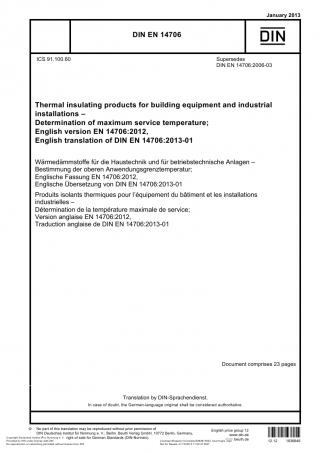 January 2013
DIN EN 14706
DIN
ICS 91.100.60
Supersedes
DIN EN 14706:2006-03
Thermal insulating products for building equipment and industrial
installations –
Determination of maximum service temperature;
English version EN 14706:2012,
English translation of DIN EN 14706:2013-01
Wärmedämmstoffe für die Haustechnik und für betriebstechnische Anlagen –
Bestimmung der oberen Anwendungsgrenztemperatur;
Englische Fassung EN 14706:2012,
Englische Übersetzung von DIN EN 14706:2013-01
Produits isolants thermiques pour l'équipement du bâtiment et les installations
industrielles –
Détermination de la température maximale de service;
Version anglaise EN 14706:2012,
Traduction anglaise de DIN EN 14706:2013-01
Document comprises 23 pages
Translation by DIN-Sprachendienst.
In case of doubt, the German-language original shall be considered authoritative.
© No part of this translation may be reproduced without prior permission of
DIN Deutsches Institut für Normung e. V., Berlin. Beuth Verlag GmbH, 10772 Berlin, Germany,
right of sale for German Standards (DIN-Normen).
English price group 12
www.din.de
www.beuth.de
12.12